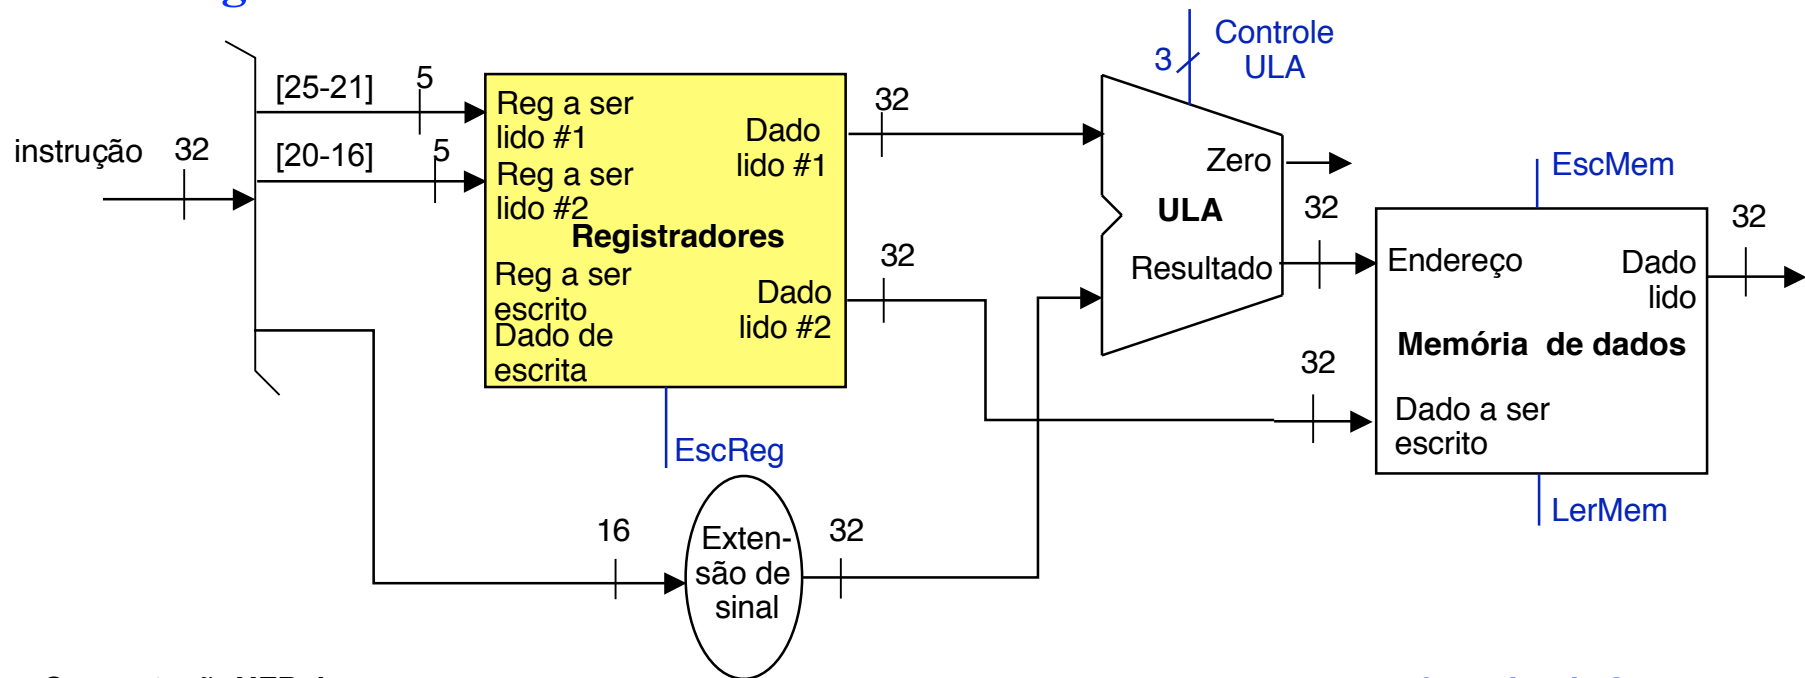 Controle
ULA
3
[25-21]
5
Reg a ser
lido #1
Dado
lido #1
32
instrução
32
[20-16]
5
Reg a ser
lido #2
Registradores
Zero
ULA
32
EscMem
32
Reg a ser
escrito
Dado de
escrita
Dado
lido #2
32
Resultado
Endereço
Dado
lido
Memória de dados
32
Dado a ser
escrito
EscReg
LerMem
16
Exten-
são de
sinal
32